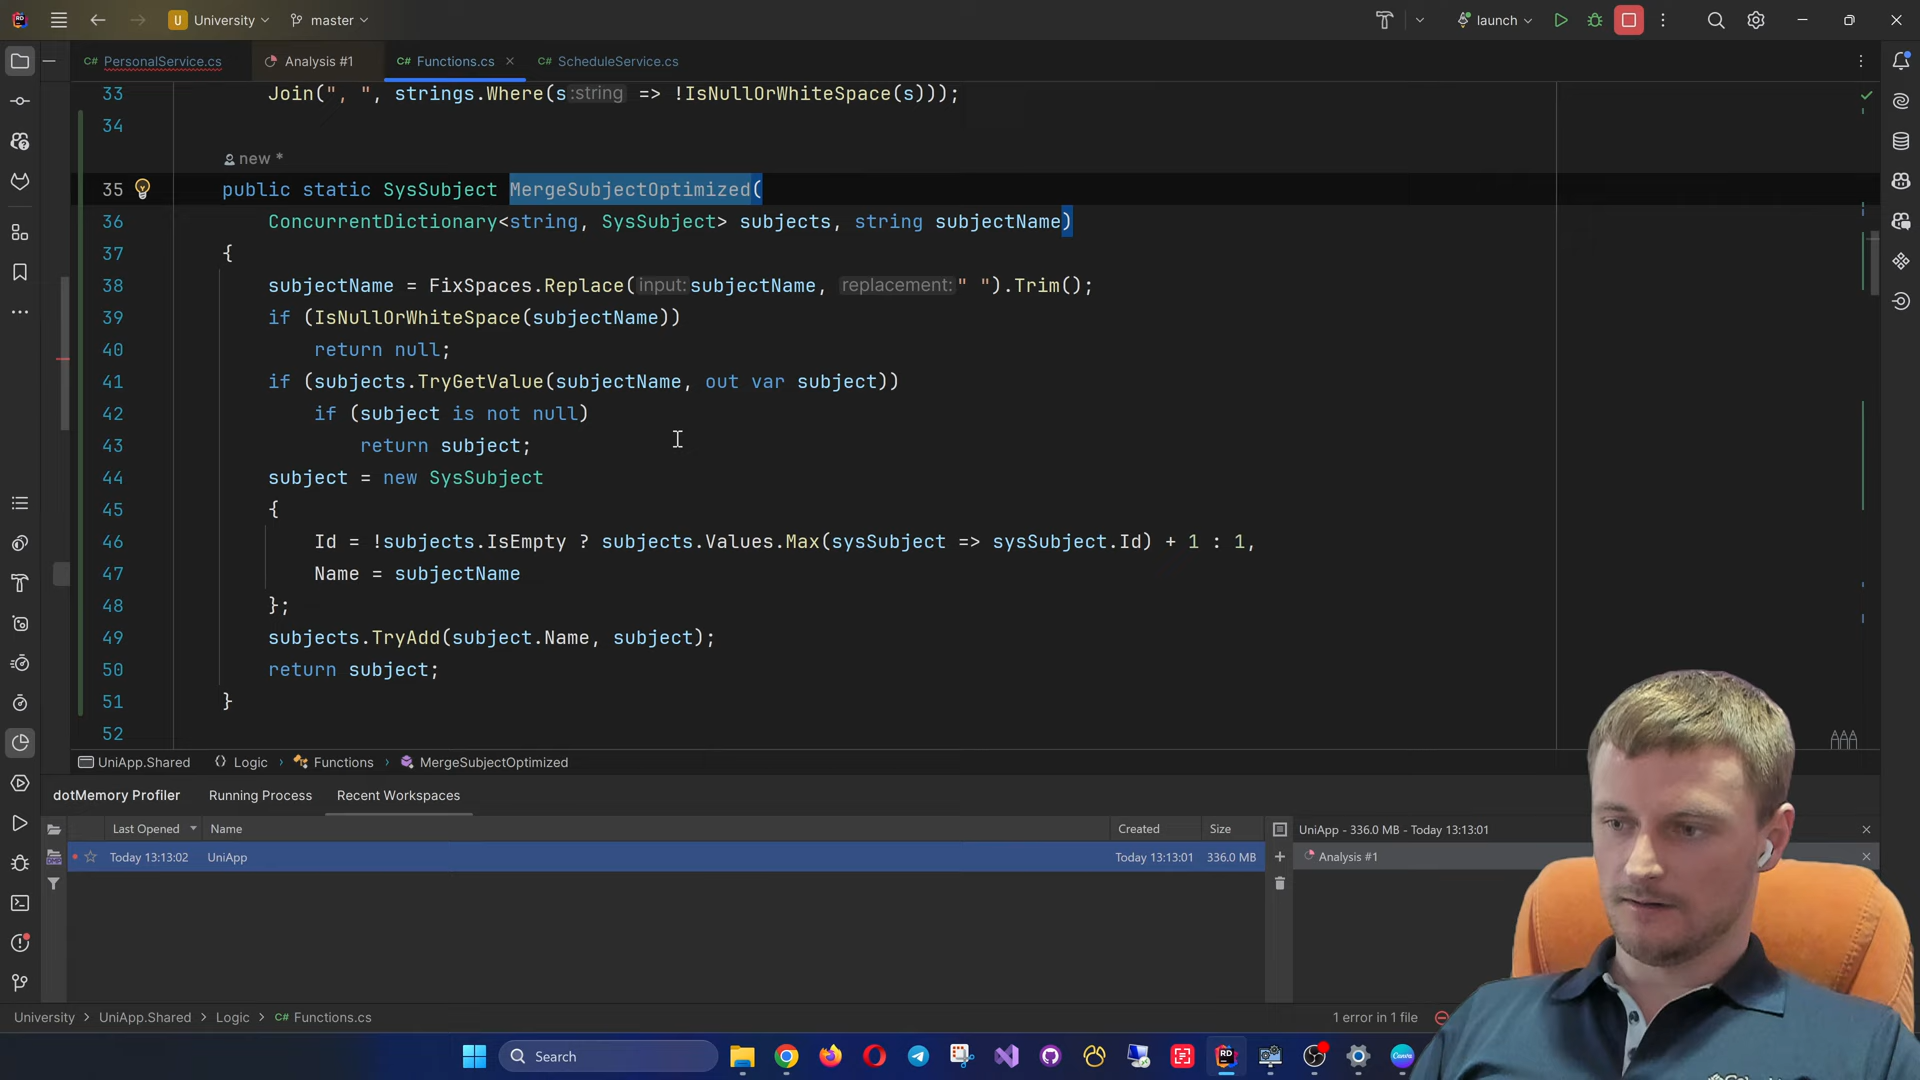 University
master
launch
C# PersonalService.cs
Analysis #1
C# Functions.cs
C# ScheduleService.cs
33 Join(", ", strings.Where(s:string => !IsNullOrWhiteSpace(s)));
34
new *
35 public static SysSubject MergeSubjectOptimized(
36 ConcurrentDictionary<string, SysSubject> subjects, string subjectName)
37 {
38 subjectName = FixSpaces.Replace(input:subjectName, replacement:" ").Trim();
39 if (IsNullOrWhiteSpace(subjectName))
40 return null;
41 if (subjects.TryGetValue(subjectName, out var subject))
42 if (subject is not null)
43 return subject;
44 subject = new SysSubject
45 {
46 Id = !subjects.IsEmpty ? subjects.Values.Max(sysSubject => sysSubject.Id) + 1 : 1,
47 Name = subjectName
48 };
49 subjects.TryAdd(subject.Name, subject);
50 return subject;
51 }
52
UniApp.Shared Logic Functions MergeSubjectOptimized
dotMemory Profiler Running Process Recent Workspaces
Last Opened Name Created Size
UniApp - 336.0 MB - Today 13:13:01
Today 13:13:02 UniApp Today 13:13:01 336.0 MB
Analysis #1
University UniApp.Shared Logic C# Functions.cs
1 error in 1 file
Search